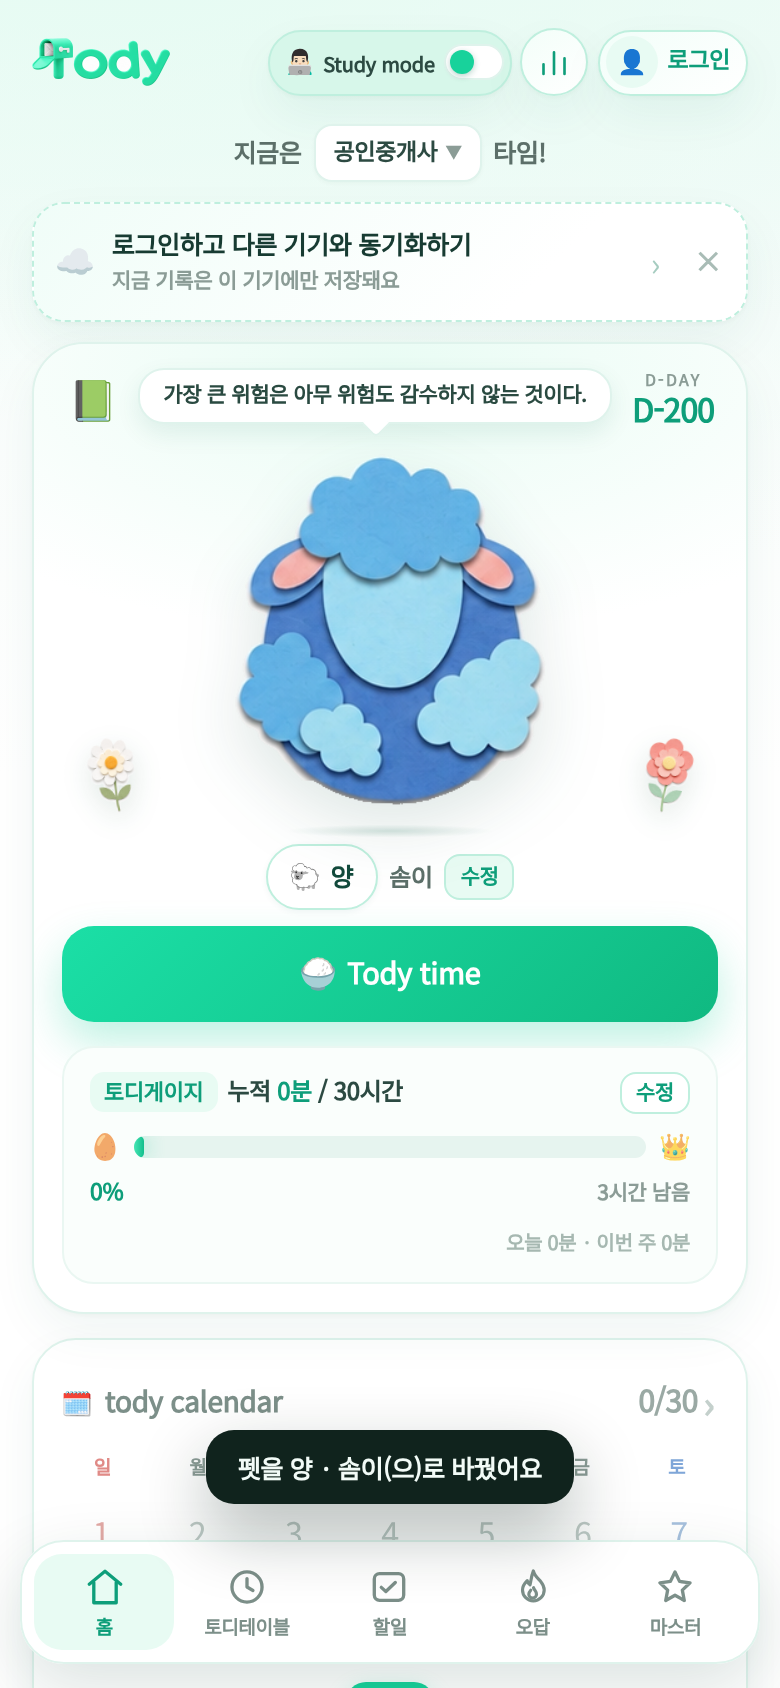 Tody
Study mode
로그인
지금은 공인중개사 ▼ 타임!
로그인하고 다른 기기와 동기화하기
지금 기록은 이 기기에만 저장돼요
가장 큰 위험은 아무 위험도 감수하지 않는 것이다.
D-DAY
D-200
양 솜이 수정
Tody time
토디게이지 누적 0분 / 30시간 수정
0% 3시간 남음
오늘 0분 · 이번 주 0분
tody calendar 0/30 ›
일 월 금 토
펫을 양 · 솜이(으)로 바꿨어요
1 2 3 4 5 6 7
홈 토디테이블 할일 오답 마스터